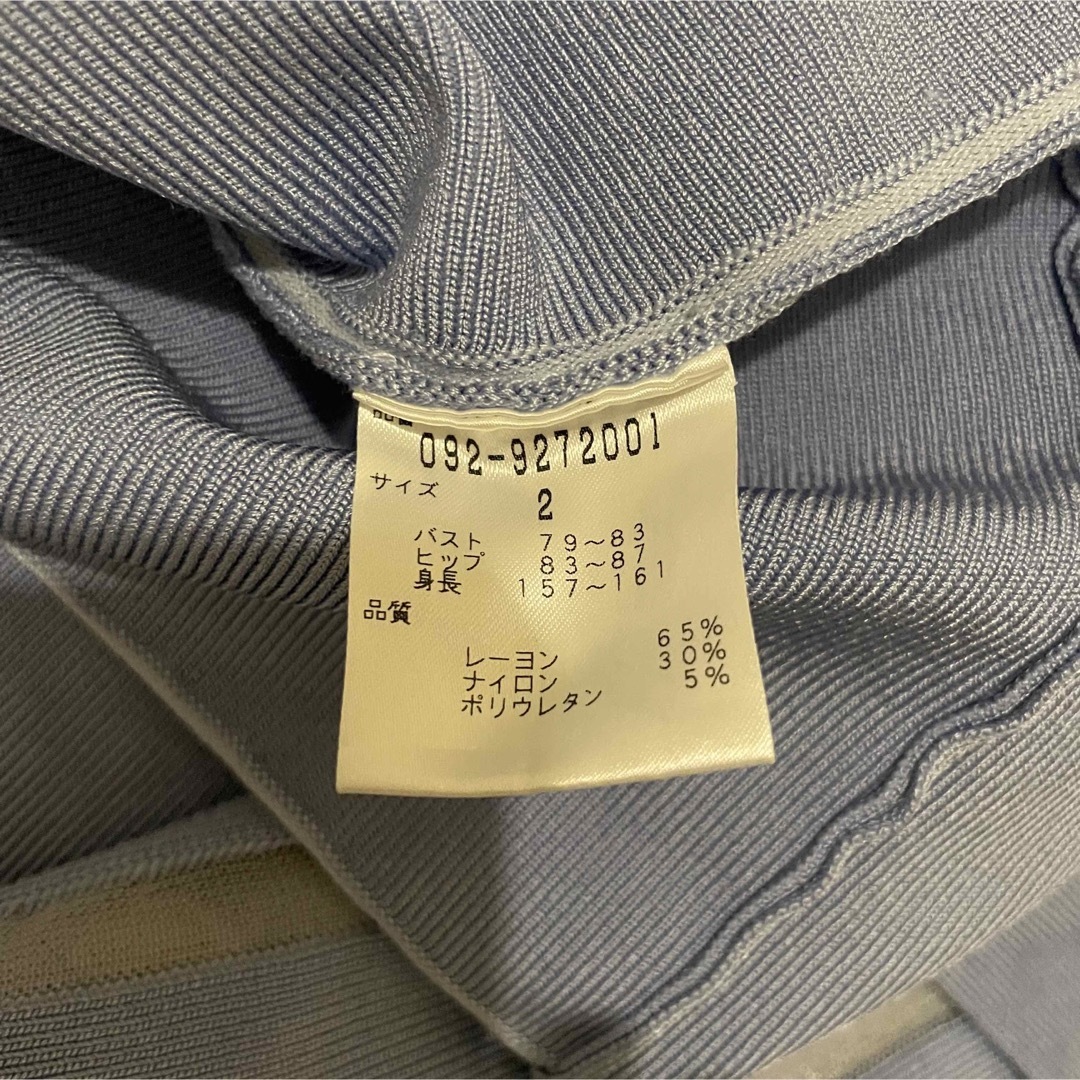 品番
092-9272001
サイズ
2
バスト 79~83
ヒップ 83~87
身長 157~161
品質
レーヨン 65%
ナイロン 30%
ポリウレタン 5%